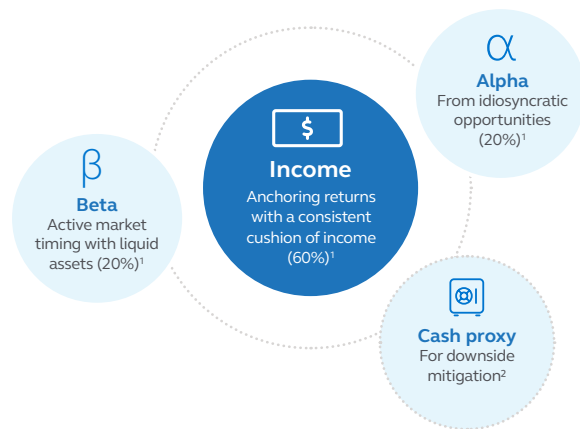 α
Alpha
From idiosyncratic
opportunities
(20%)¹
$
Income
Anchoring returns
with a consistent
cushion of income
(60%)¹
β
Beta
Active market
timing with liquid
assets (20%)¹
Cash proxy
For downside
mitigation²